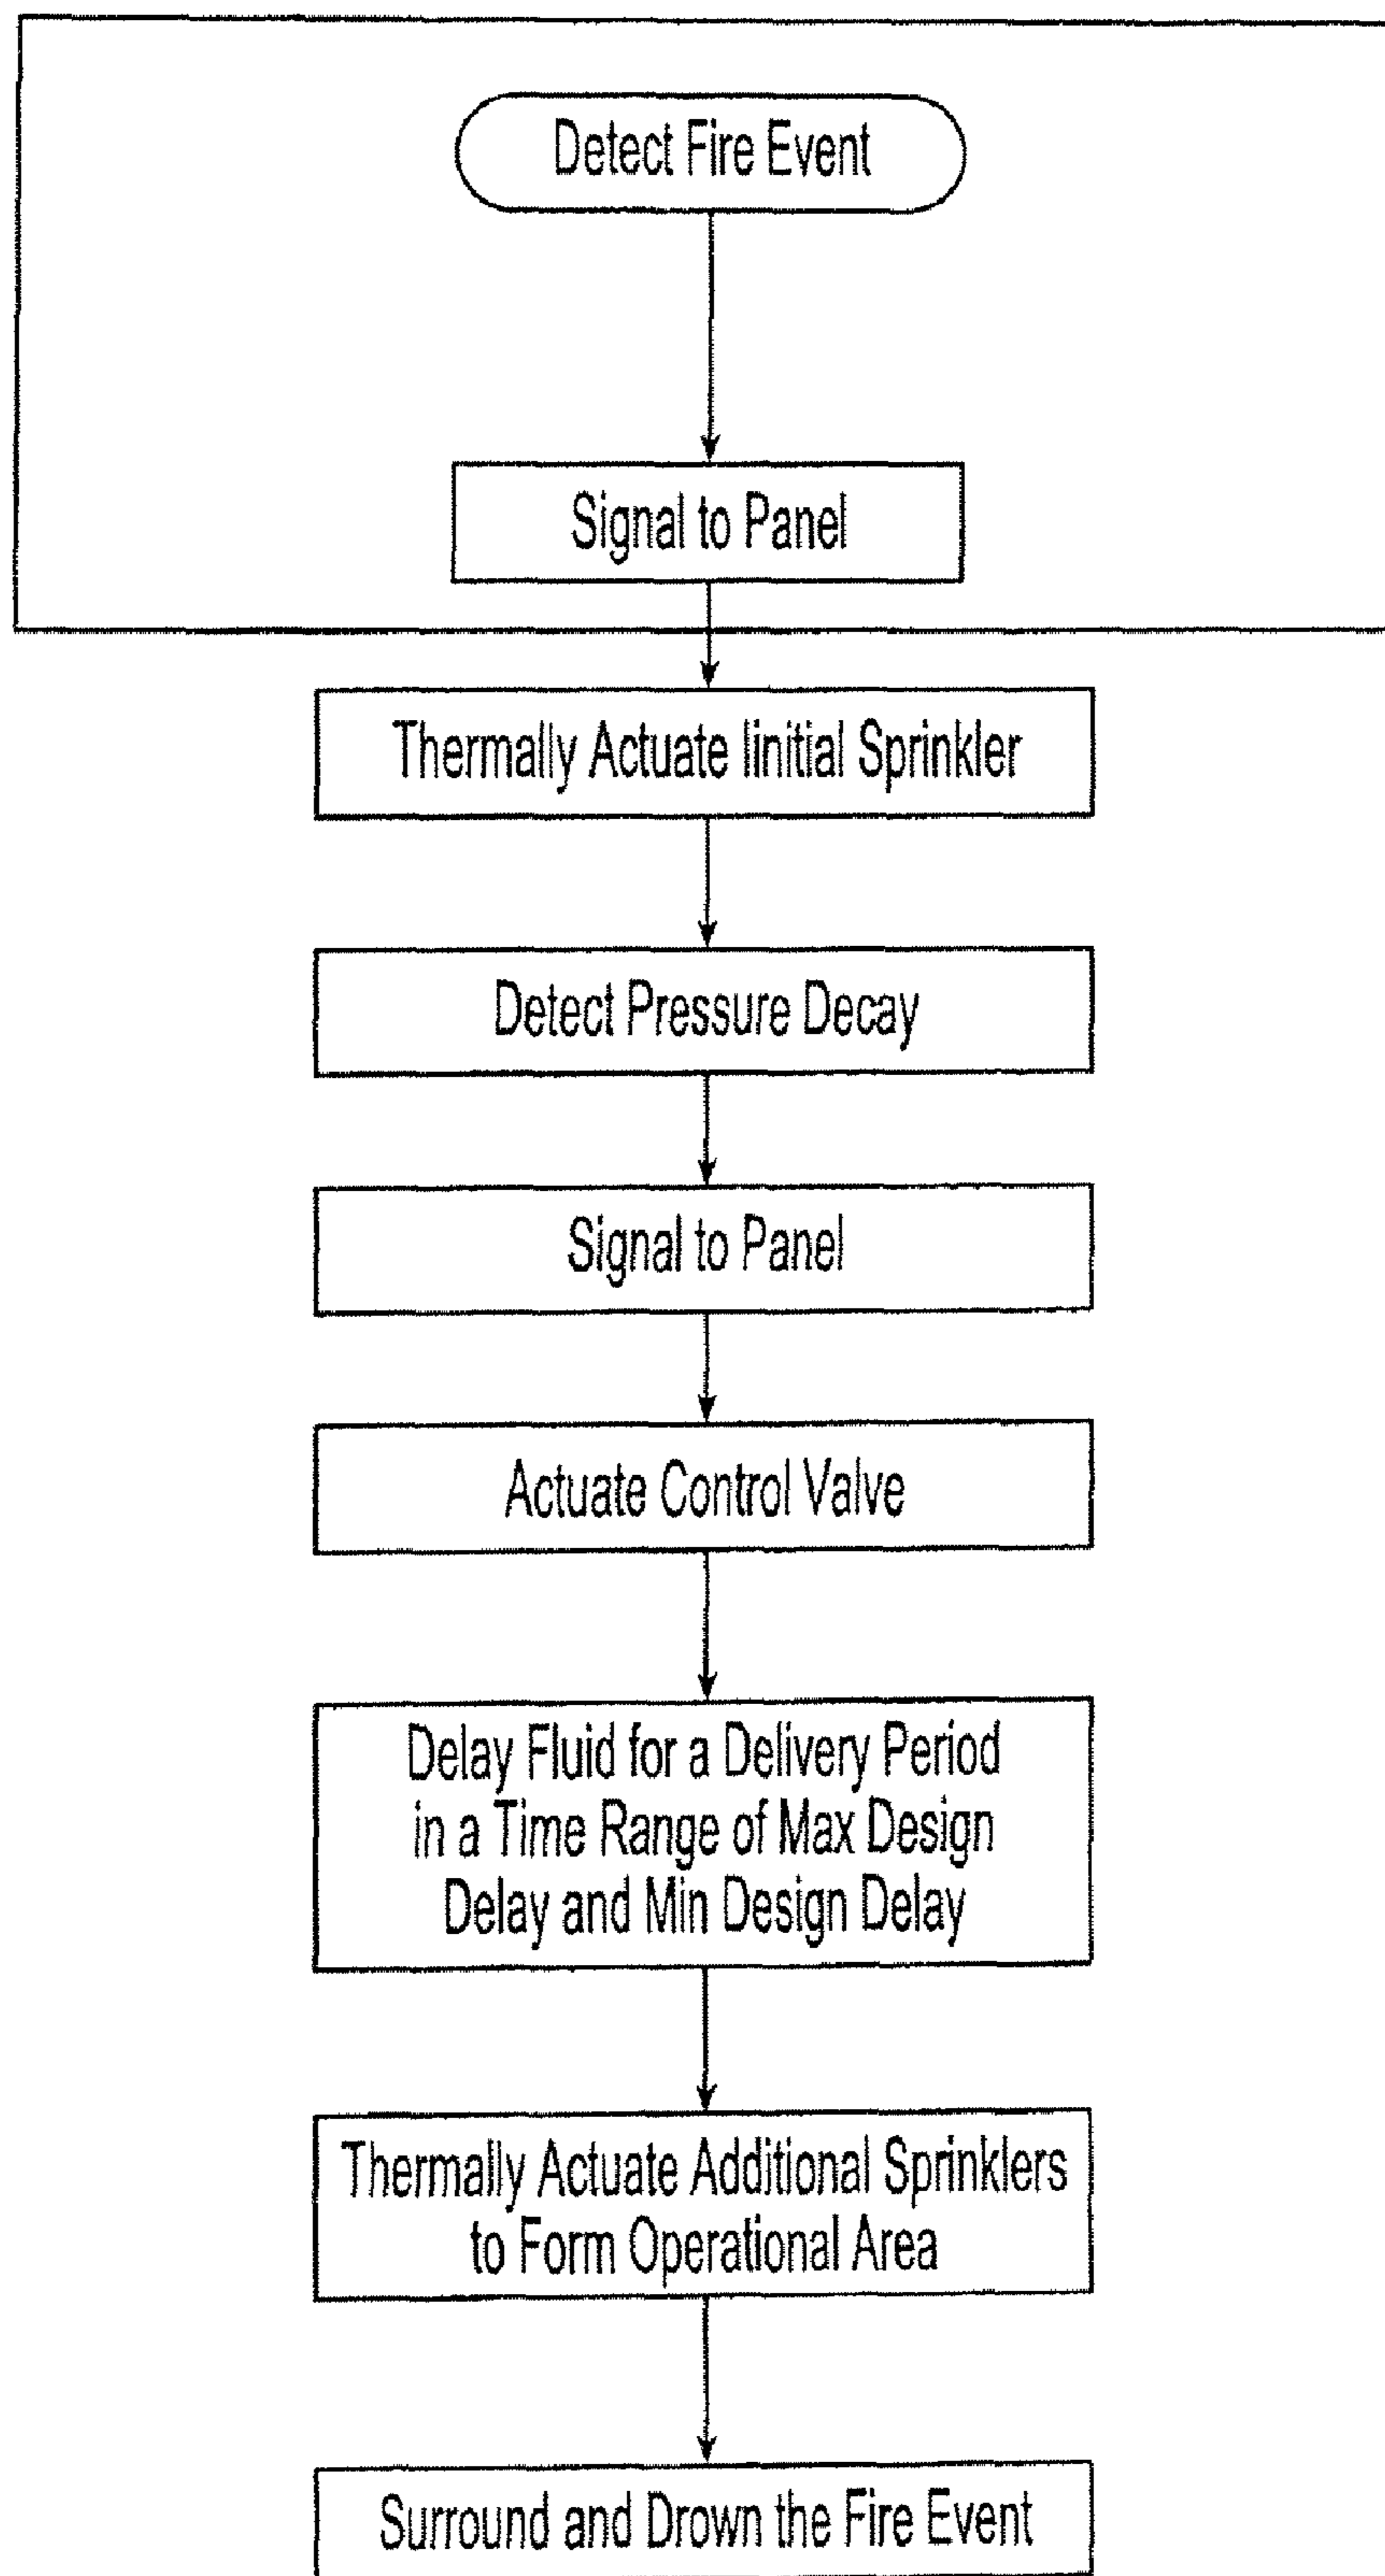 Detect Fire Event
Signal to Panel
Thermally Actuate Iinitial Sprinkler
Detect Pressure Decay
Signal to Panel
Actuate Control Valve
Delay Fluid for a Delivery Period
in a Time Range of Max Design
Delay and Min Design Delay
Thermally Actuate Additional Sprinklers
to Form Operational Area
Surround and Drown the Fire Event